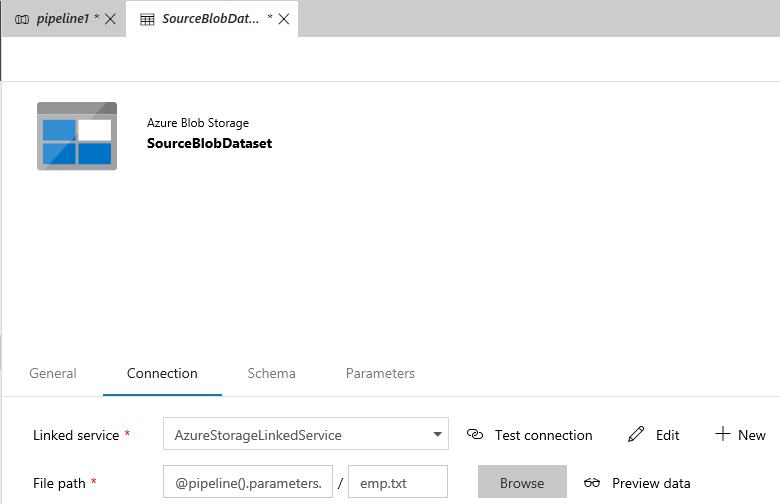 pipeline1 * SourceBlobDat... *
Azure Blob Storage
SourceBlobDataset
General Connection Schema Parameters
Linked service * AzureStorageLinkedService Test connection Edit New
File path * @pipeline().parameters. / emp.txt Browse Preview data